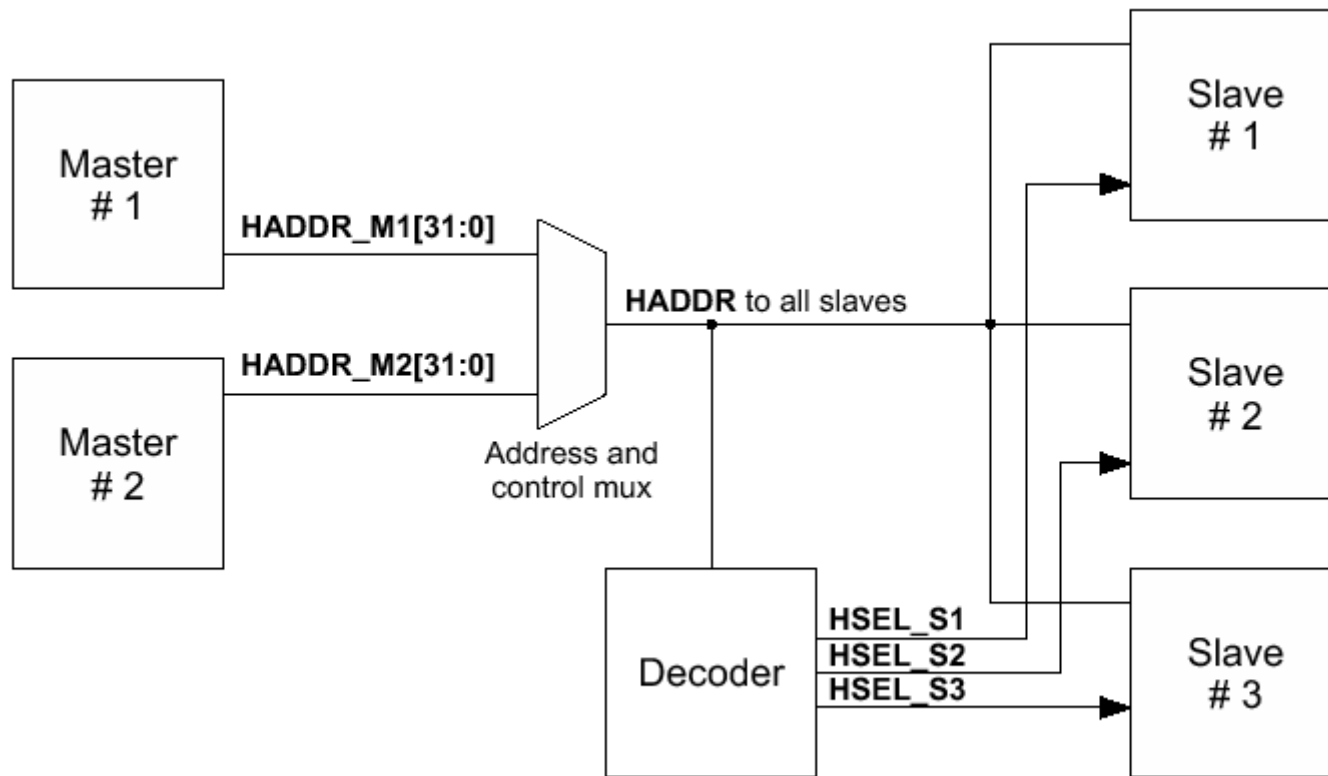 Master
# 1
HADDR_M1[31:0]
Master
# 2
HADDR_M2[31:0]
Address and
control mux
HADDR to all slaves
Decoder
HSEL_S1
HSEL_S2
HSEL_S3
Slave
# 1
Slave
# 2
Slave
# 3